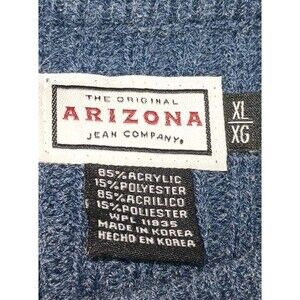 THE ORIGINAL
ARIZONA
JEAN COMPANY®
XL
XG
85% ACRYLIC
15% POLYESTER
85% ACRILICO
15% POLIESTER
WPL 11835
MADE IN KOREA
HECHO EN KOREA